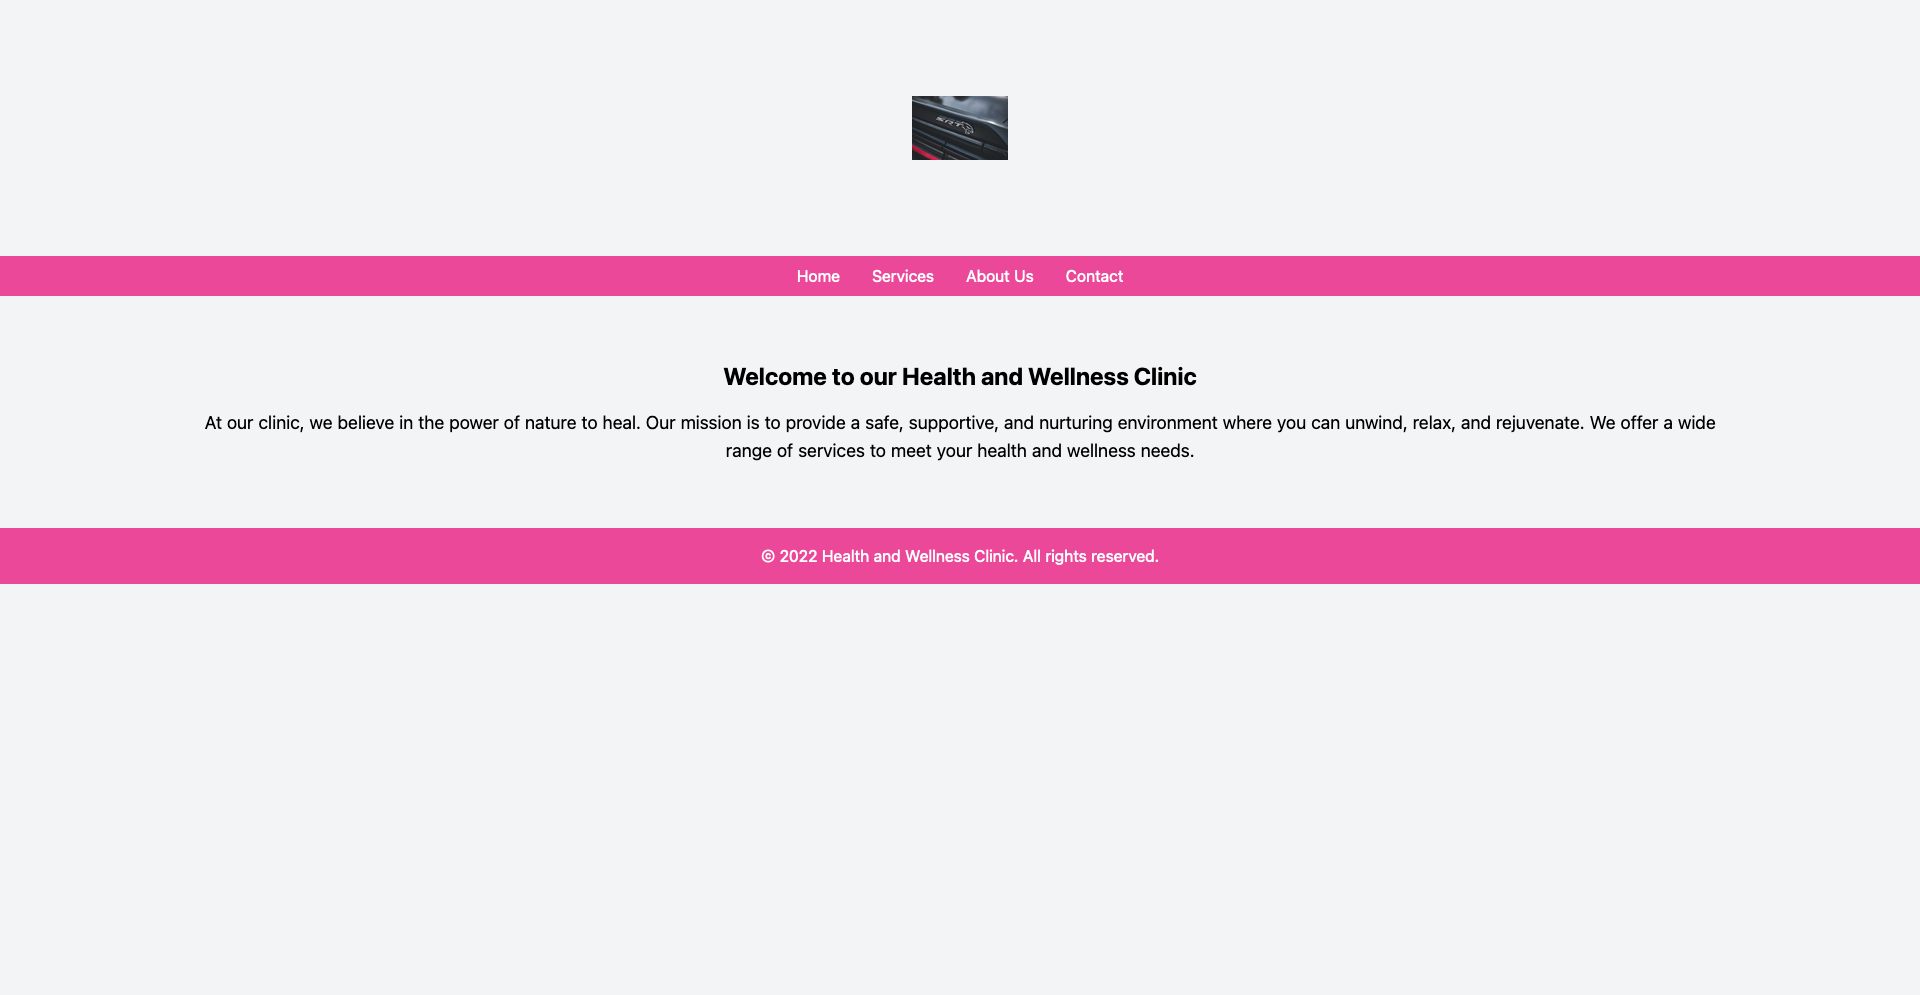 SRT
Home Services About Us Contact
Welcome to our Health and Wellness Clinic
At our clinic, we believe in the power of nature to heal. Our mission is to provide a safe, supportive, and nurturing environment where you can unwind, relax, and rejuvenate. We offer a wide
range of services to meet your health and wellness needs.
© 2022 Health and Wellness Clinic. All rights reserved.